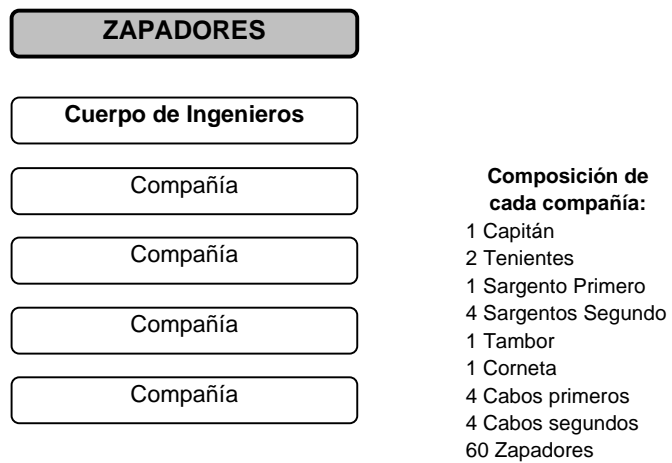 ZAPADORES
Cuerpo de Ingenieros
Compañía
Compañía
Compañía
Compañía
Composición de
cada compañía:
1 Capitán
2 Tenientes
1 Sargento Primero
4 Sargentos Segundo
1 Tambor
1 Corneta
4 Cabos primeros
4 Cabos segundos
60 Zapadores